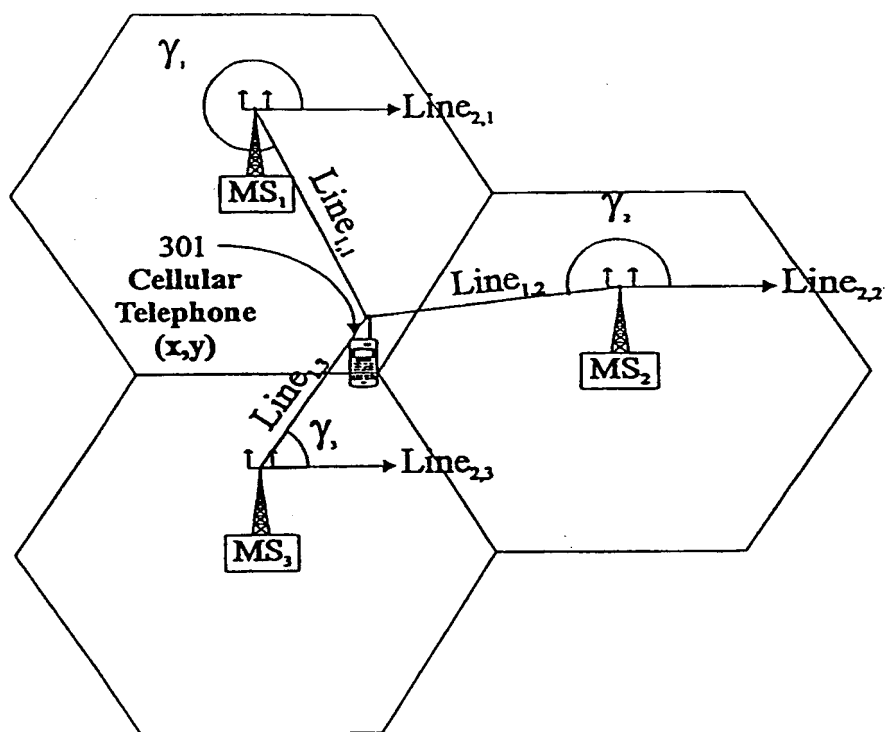 γ₁
Line₂,₁
MS₁
Line₁,₁
301
Cellular
Telephone
(x,y)
γ₂
Line₁,₂
Line₂,₂
MS₂
Line₁,₃
γ₃
Line₂,₃
MS₃